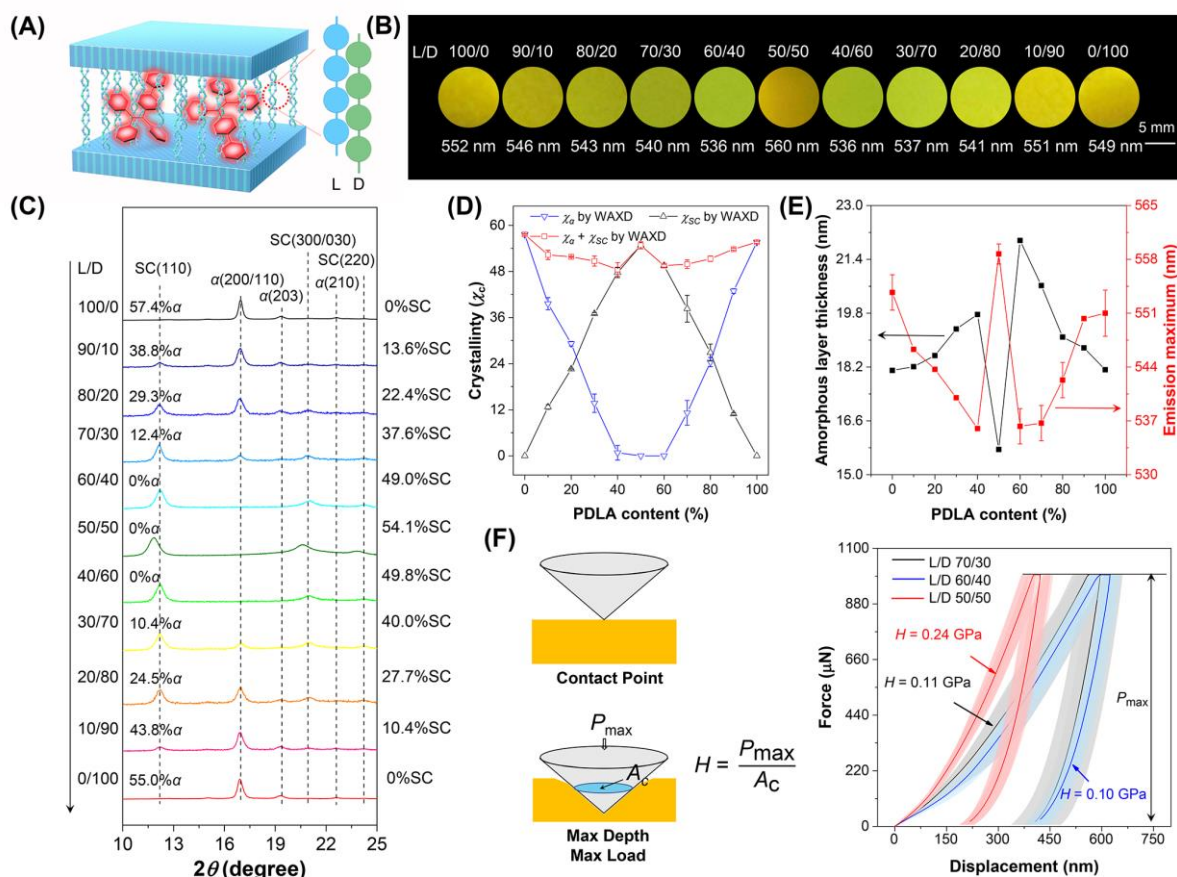 (A)
L D
(B)
L/D 100/0 90/10 80/20 70/30 60/40 50/50 40/60 30/70 20/80 10/90 0/100
5 mm
552 nm 546 nm 543 nm 540 nm 536 nm 560 nm 536 nm 537 nm 541 nm 551 nm 549 nm
(C)
SC(300/030)
SC(110) SC(220)
L/D α(200/110) α(210)
α(203)
100/0 57.4%α 0%SC
90/10 38.8%α 13.6%SC
80/20 29.3%α 22.4%SC
70/30 12.4%α 37.6%SC
60/40 0%α 49.0%SC
50/50 0%α 54.1%SC
40/60 0%α 49.8%SC
30/70 10.4%α 40.0%SC
20/80 24.5%α 27.7%SC
10/90 43.8%α 10.4%SC
0/100 55.0%α 0%SC
10 13 16 19 22 25
2θ (degree)
(D)
χα by WAXD χSC by WAXD
χα + χSC by WAXD
Crystallinty (χc)
60
48
36
24
12
0
0 20 40 60 80 100
PDLA content (%)
(E)
Amorphous layer thickness (nm)
23.0
21.4
19.8
18.2
16.6
15.0
Emission maximum (nm)
565
558
551
544
537
530
0 20 40 60 80 100
PDLA content (%)
(F)
Contact Point
Pmax
Ac
H = Pmax
AC
Max Depth
Max Load
L/D 70/30
L/D 60/40
L/D 50/50
H = 0.24 GPa
H = 0.11 GPa
Pmax
H = 0.10 GPa
Force (μN)
1100
880
660
440
220
0
0 150 300 450 600 750
Displacement (nm)